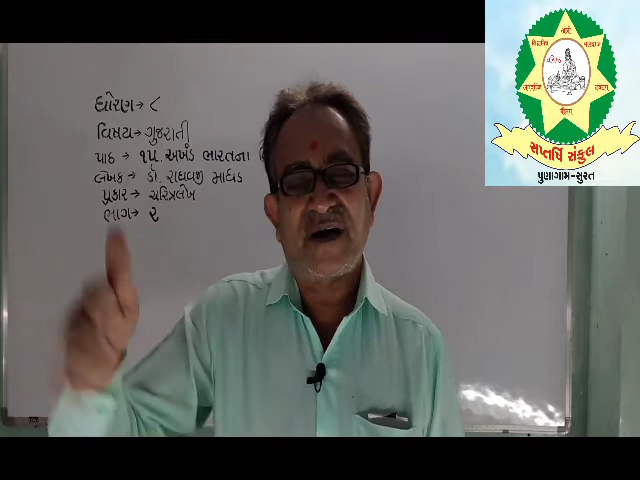 ધોરણ → ૮
વિષય → ગુજરાતી
પાઠ → ૧૫. અખંડ ભારતના
લેખક → ડૉ. રાઘવજી માધડ
પ્રકાર → ચરિત્રલેખ
ભાગ → ૨
સપ્તર્ષિ સંકુલ
પુણાગામ-સુરત